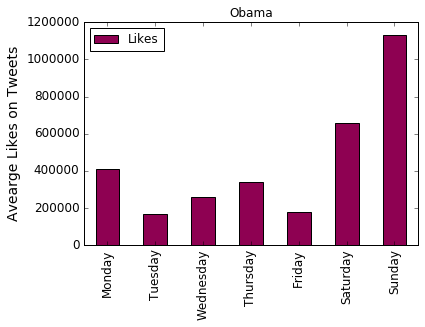 Obama
Likes
Avearge Likes on Tweets
1200000
1000000
800000
600000
400000
200000
0
Monday
Tuesday
Wednesday
Thursday
Friday
Saturday
Sunday